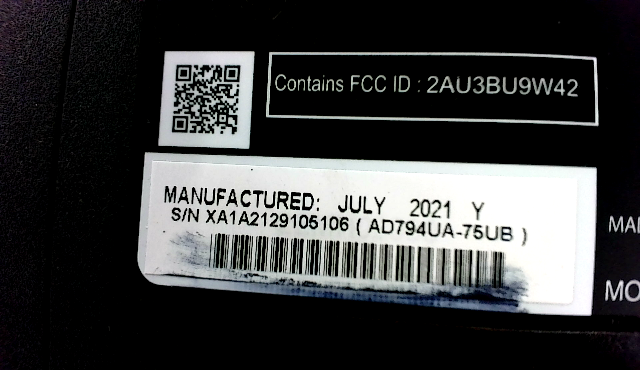 Contains FCC ID : 2AU3BU9W42
MANUFACTURED: JULY 2021 Y
S/N XA1A2129105106 ( AD794UA-75UB )